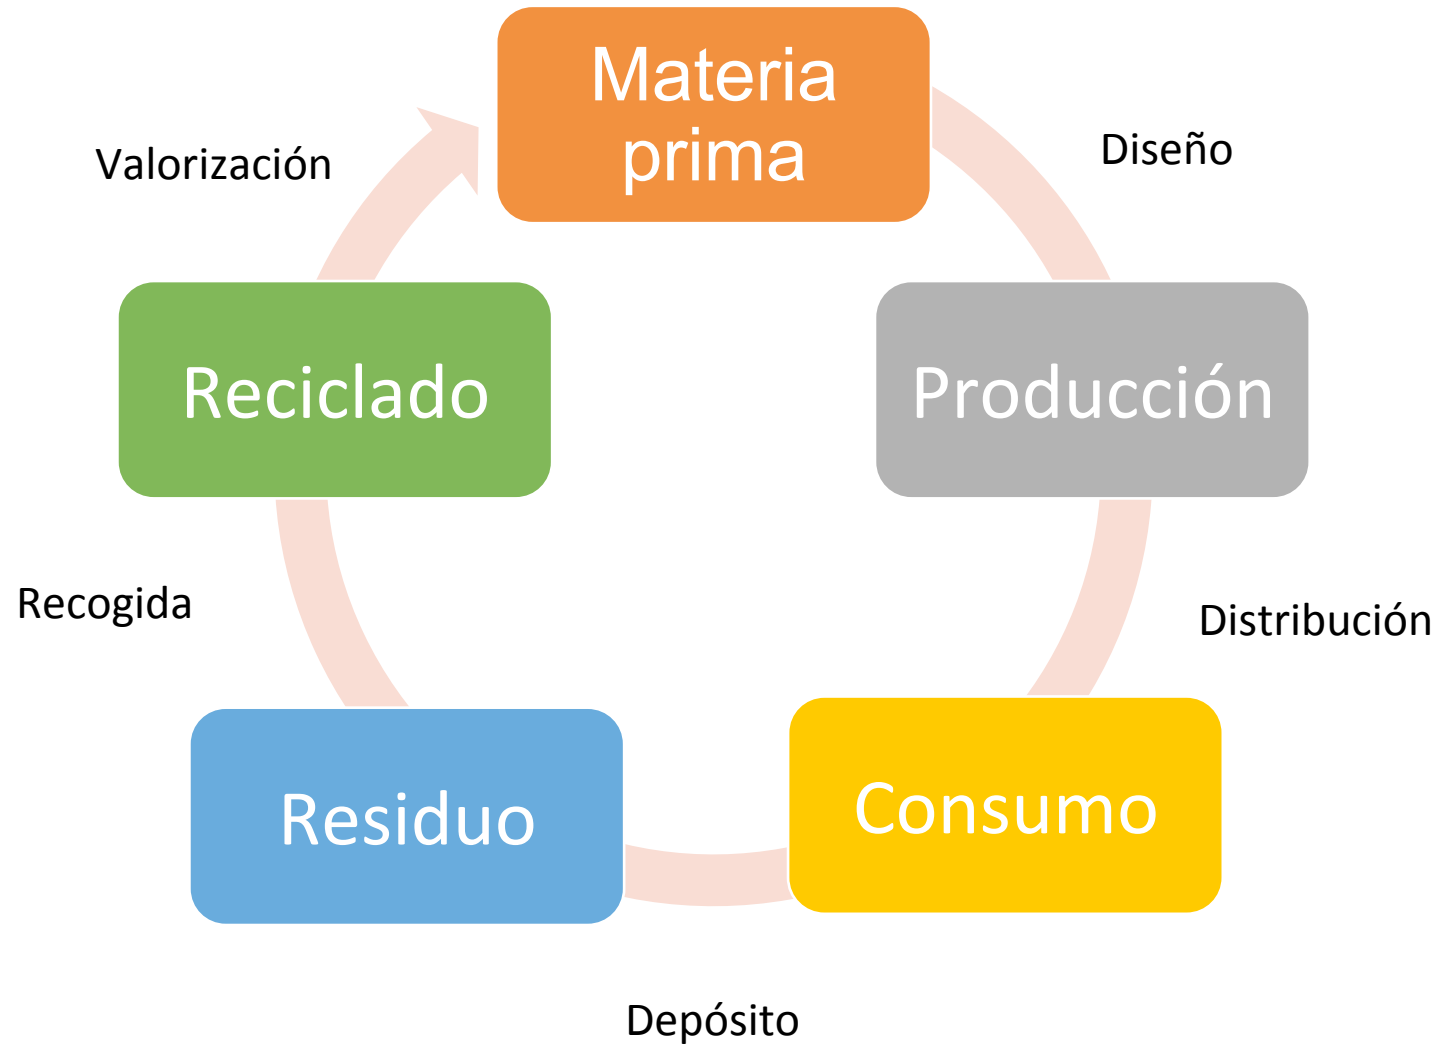 Materia
prima
Diseño
Valorización
Reciclado
Producción
Recogida
Distribución
Residuo
Consumo
Depósito